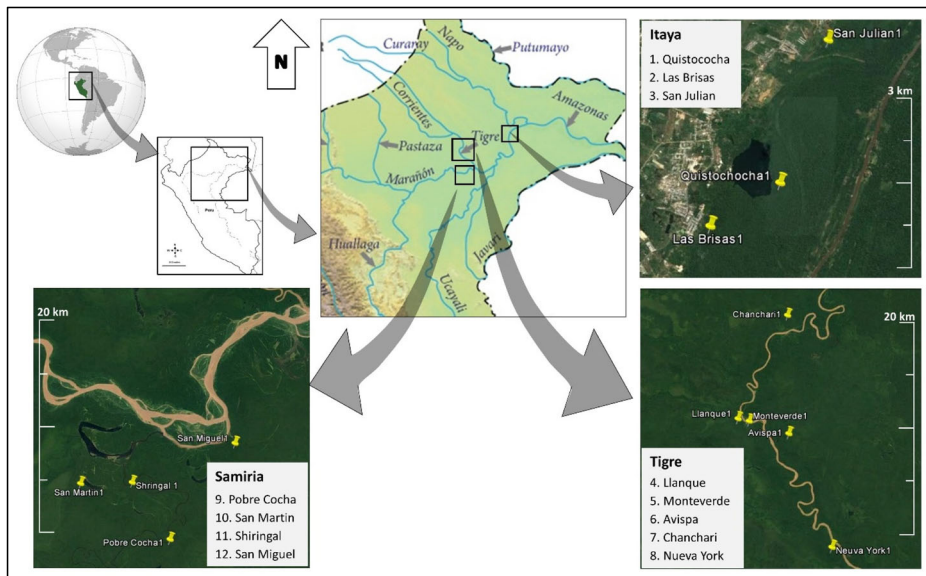 N
Peru
Curaray
Napo
Putumayo
Corrientes
Tigre
Amazonas
Pastaza
Marañón
Huallaga
Ucayali
Javari
Itaya
1. Quistococha
2. Las Brisas
3. San Julian
San Julian1
3 km
Quistochocha1
Las Brisas1
20 km
San Miguel1
San Martin1
Shringal 1
Pobre Cocha1
Samiria
9. Pobre Cocha
10. San Martin
11. Shiringal
12. San Miguel
20 km
Chanchari1
Llanque1
Monteverde1
Avispa1
Neuva York1
Tigre
4. Llanque
5. Monteverde
6. Avispa
7. Chanchari
8. Nueva York